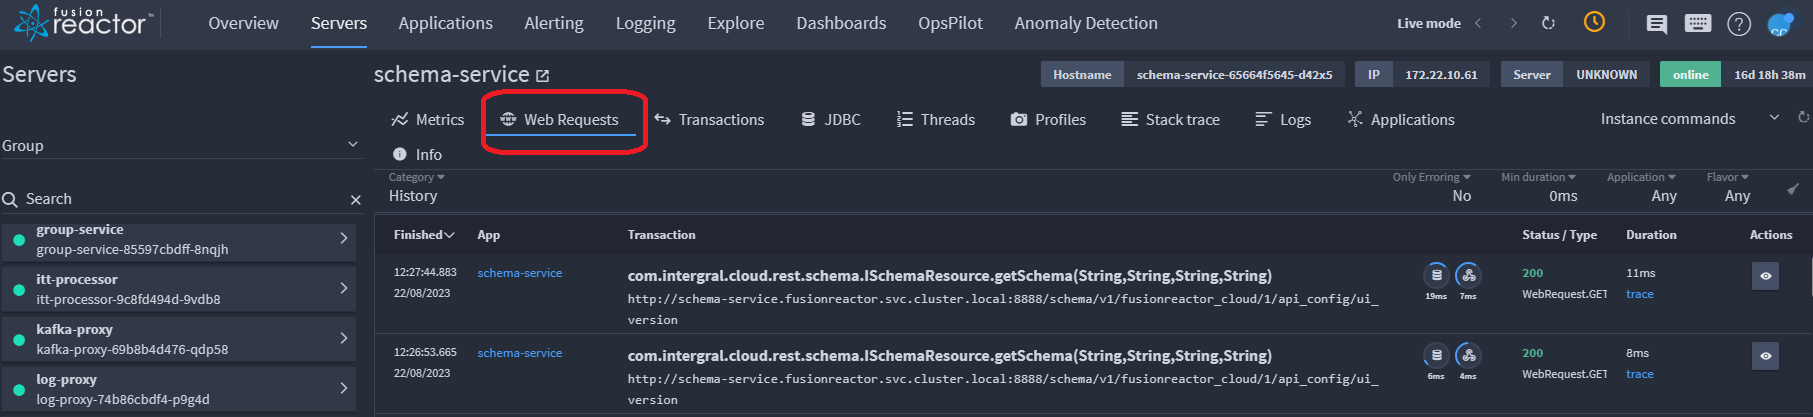 fusion reactor™
Overview Servers Applications Alerting Logging Explore Dashboards OpsPilot Anomaly Detection Live mode
Servers
schema-service
Hostname schema-service-65664f5645-d42x5 IP 172.22.10.61 Server UNKNOWN online 16d 18h 38m
Metrics Web Requests Transactions JDBC Threads Profiles Stack trace Logs Applications Instance commands
Info
Group
Category Only Erroring Min duration Application Flavor
History No 0ms Any Any
Search
group-service
group-service-85597cbdff-8nqjh
itt-processor
itt-processor-9c8fd494d-9vdb8
kafka-proxy
kafka-proxy-69b8b4d476-qdp58
log-proxy
log-proxy-74b86cbdf4-p9g4d
Finished App Transaction Status / Type Duration Actions
12:27:44.883 schema-service com.intergral.cloud.rest.schema.ISchemaResource.getSchema(String,String,String,String) 200 11ms
22/08/2023 http://schema-service.fusionreactor.svc.cluster.local:8888/schema/v1/fusionreactor_cloud/1/api_config/ui_ 19ms 7ms WebRequest.GET trace
version
12:26:53.665 schema-service com.intergral.cloud.rest.schema.ISchemaResource.getSchema(String,String,String,String) 200 8ms
22/08/2023 http://schema-service.fusionreactor.svc.cluster.local:8888/schema/v1/fusionreactor_cloud/1/api_config/ui_ 6ms 4ms WebRequest.GET trace
version